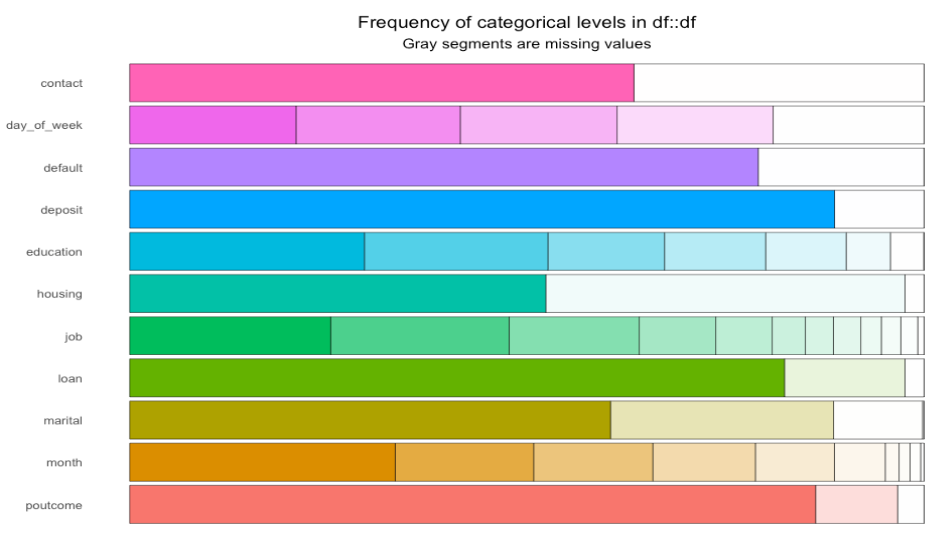 Frequency of categorical levels in df::df
Gray segments are missing values
contact
day_of_week
default
deposit
education
housing
job
loan
marital
month
poutcome